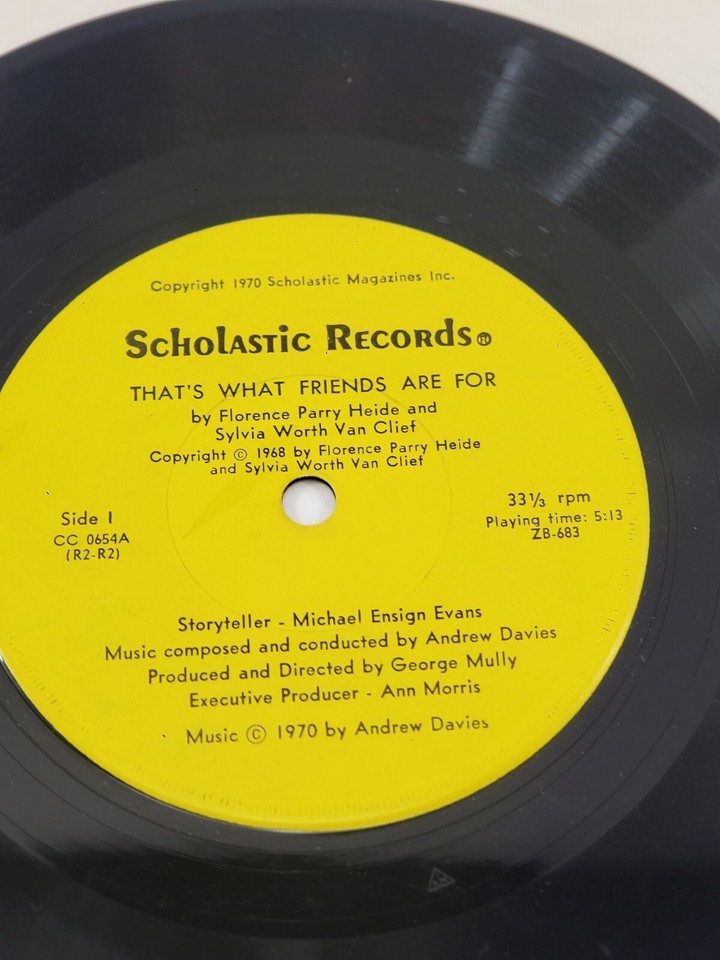 Copyright 1970 Scholastic Magazines Inc.
Scholastic Records®
THAT'S WHAT FRIENDS ARE FOR
by Florence Parry Heide and
Sylvia Worth Van Clief
Copyright © 1968 by Florence Parry Heide
and Sylvia Worth Van Clief
Side 1
CC 0654A
(R2-R2)
33⅓ rpm
Playing time: 5:13
ZB-683
Storyteller - Michael Ensign Evans
Music composed and conducted by Andrew Davies
Produced and Directed by George Mully
Executive Producer - Ann Morris
Music © 1970 by Andrew Davies